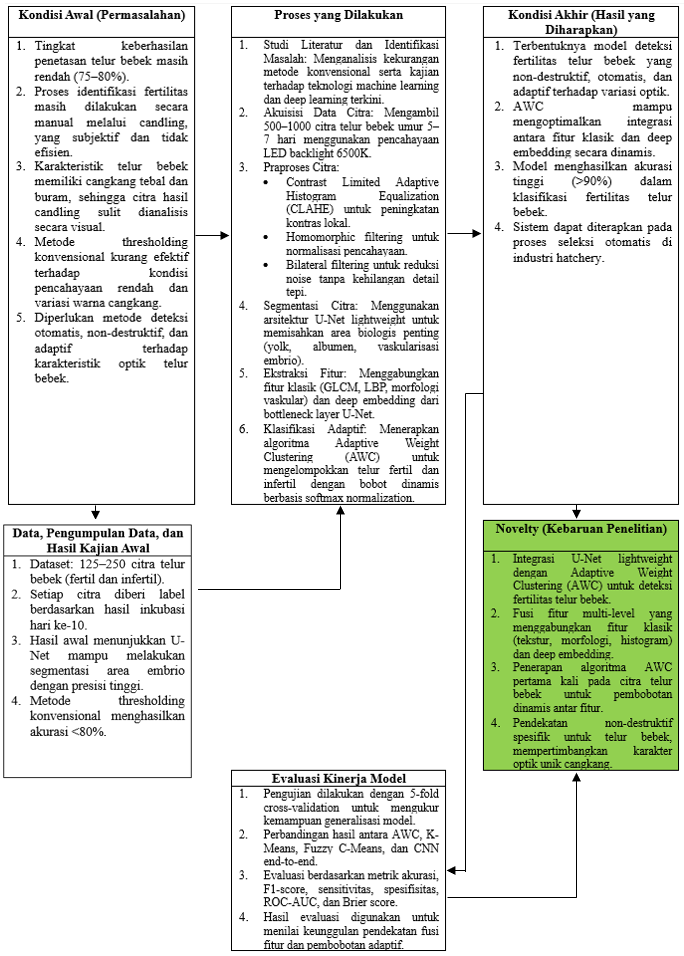 Kondisi Awal (Permasalahan)
1. Tingkat keberhasilan
penetasan telur bebek masih
rendah (75–80%).
2. Proses identifikasi fertilitas
masih dilakukan secara
manual melalui candling,
yang subjektif dan tidak
efisien.
3. Karakteristik telur bebek
memiliki cangkang tebal dan
buram, sehingga citra hasil
candling sulit dianalisis
secara visual.
4. Metode thresholding
konvensional kurang efektif
terhadap kondisi
pencahayaan rendah dan
variasi warna cangkang.
5. Diperlukan metode deteksi
otomatis, non-destruktif, dan
adaptif terhadap
karakteristik optik telur
bebek.
Data, Pengumpulan Data, dan
Hasil Kajian Awal
1. Dataset: 125–250 citra telur
bebek (fertil dan infertil).
2. Setiap citra diberi label
berdasarkan hasil inkubasi
hari ke-10.
3. Hasil awal menunjukkan U-
Net mampu melakukan
segmentasi area embrio
dengan presisi tinggi.
4. Metode thresholding
konvensional menghasilkan
akurasi <80%.
Proses yang Dilakukan
1. Studi Literatur dan Identifikasi
Masalah: Menganalisis kekurangan
metode konvensional serta kajian
terhadap teknologi machine learning
dan deep learning terkini.
2. Akuisisi Data Citra: Mengambil
500–1000 citra telur bebek umur 5–
7 hari menggunakan pencahayaan
LED backlight 6500K.
3. Praproses Citra:
• Contrast Limited Adaptive
Histogram Equalization
(CLAHE) untuk peningkatan
kontras lokal.
• Homomorphic filtering untuk
normalisasi pencahayaan.
• Bilateral filtering untuk reduksi
noise tanpa kehilangan detail
tepi.
4. Segmentasi Citra: Menggunakan
arsitektur U-Net lightweight untuk
memisahkan area biologis penting
(yolk, albumen, vaskularisasi
embrio).
5. Ekstraksi Fitur: Menggabungkan
fitur klasik (GLCM, LBP, morfologi
vaskular) dan deep embedding dari
bottleneck layer U-Net.
6. Klasifikasi Adaptif: Menerapkan
algoritma Adaptive Weight
Clustering (AWC) untuk
mengelompokkan telur fertil dan
infertil dengan bobot dinamis
berbasis softmax normalization.
Kondisi Akhir (Hasil yang
Diharapkan)
1. Terbentuknya model deteksi
fertilitas telur bebek yang
non-destruktif, otomatis, dan
adaptif terhadap variasi optik.
2. AWC mampu
mengoptimalkan integrasi
antara fitur klasik dan deep
embedding secara dinamis.
3. Model menghasilkan akurasi
tinggi (>90%) dalam
klasifikasi fertilitas telur
bebek.
4. Sistem dapat diterapkan pada
proses seleksi otomatis di
industri hatchery.
Novelty (Kebaruan Penelitian)
1. Integrasi U-Net lightweight
dengan Adaptive Weight
Clustering (AWC) untuk deteksi
fertilitas telur bebek.
2. Fusi fitur multi-level yang
menggabungkan fitur klasik
(tekstur, morfologi, histogram)
dan deep embedding.
3. Penerapan algoritma AWC
pertama kali pada citra telur
bebek untuk pembobotan
dinamis antar fitur.
4. Pendekatan non-destruktif
spesifik untuk telur bebek,
mempertimbangkan karakter
optik unik cangkang.
Evaluasi Kinerja Model
1. Pengujian dilakukan dengan 5-fold
cross-validation untuk mengukur
kemampuan generalisasi model.
2. Perbandingan hasil antara AWC, K-
Means, Fuzzy C-Means, dan CNN
end-to-end.
3. Evaluasi berdasarkan metrik akurasi,
F1-score, sensitivitas, spesifisitas,
ROC-AUC, dan Brier score.
4. Hasil evaluasi digunakan untuk
menilai keunggulan pendekatan fusi
fitur dan pembobotan adaptif.